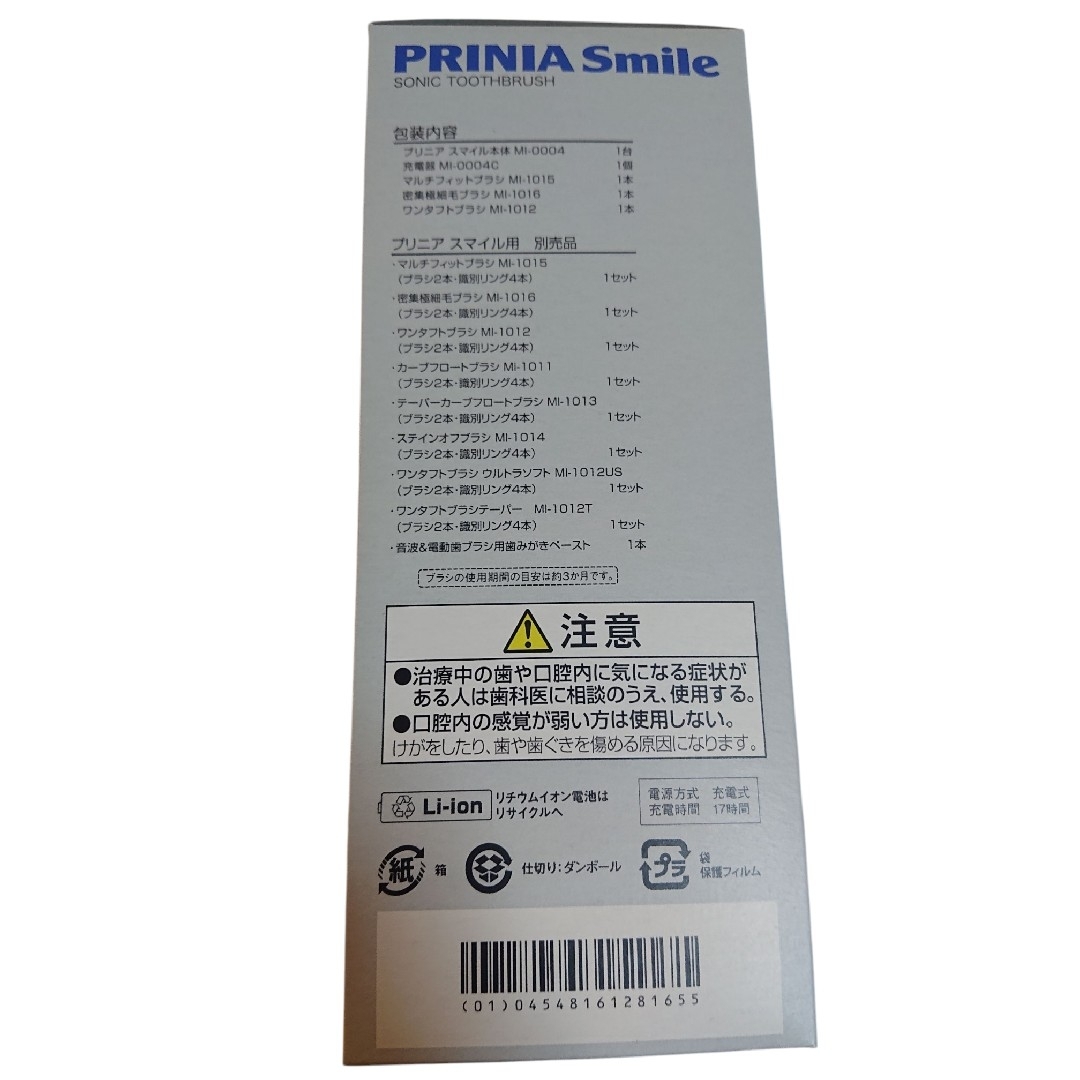 PRINIA Smile
SONIC TOOTHBRUSH
包装内容
プリニア スマイル本体 MI-0004 1台
充電器 MI-0004C 1個
マルチフィットブラシ MI-1015 1本
密集極細毛ブラシ MI-1016 1本
ワンタフトブラシ MI-1012 1本
プリニア スマイル用 別売品
・マルチフィットブラシ MI-1015
（ブラシ2本・識別リング4本） 1セット
・密集極細毛ブラシ MI-1016
（ブラシ2本・識別リング4本） 1セット
・ワンタフトブラシ MI-1012
（ブラシ2本・識別リング4本） 1セット
・カーブフロートブラシ MI-1011
（ブラシ2本・識別リング4本） 1セット
・テーパーカーブフロートブラシ MI-1013
（ブラシ2本・識別リング4本） 1セット
・ステインオフブラシ MI-1014
（ブラシ2本・識別リング4本） 1セット
・ワンタフトブラシ ウルトラソフト MI-1012US
（ブラシ2本・識別リング4本） 1セット
・ワンタフトブラシテーパー MI-1012T
（ブラシ2本・識別リング4本） 1セット
・音波&電動歯ブラシ用歯みがきペースト 1本
ブラシの使用期間の目安は約3か月です。
注意
●治療中の歯や口腔内に気になる症状が
ある人は歯科医に相談のうえ、使用する。
●口腔内の感覚が弱い方は使用しない。
けがをしたり、歯や歯ぐきを傷める原因になります。
Li-ion
リチウムイオン電池は
リサイクルへ
電源方式 充電式
充電時間 17時間
紙 箱
仕切り：ダンボール
プラ
袋
保護フィルム
(01)04548161281655